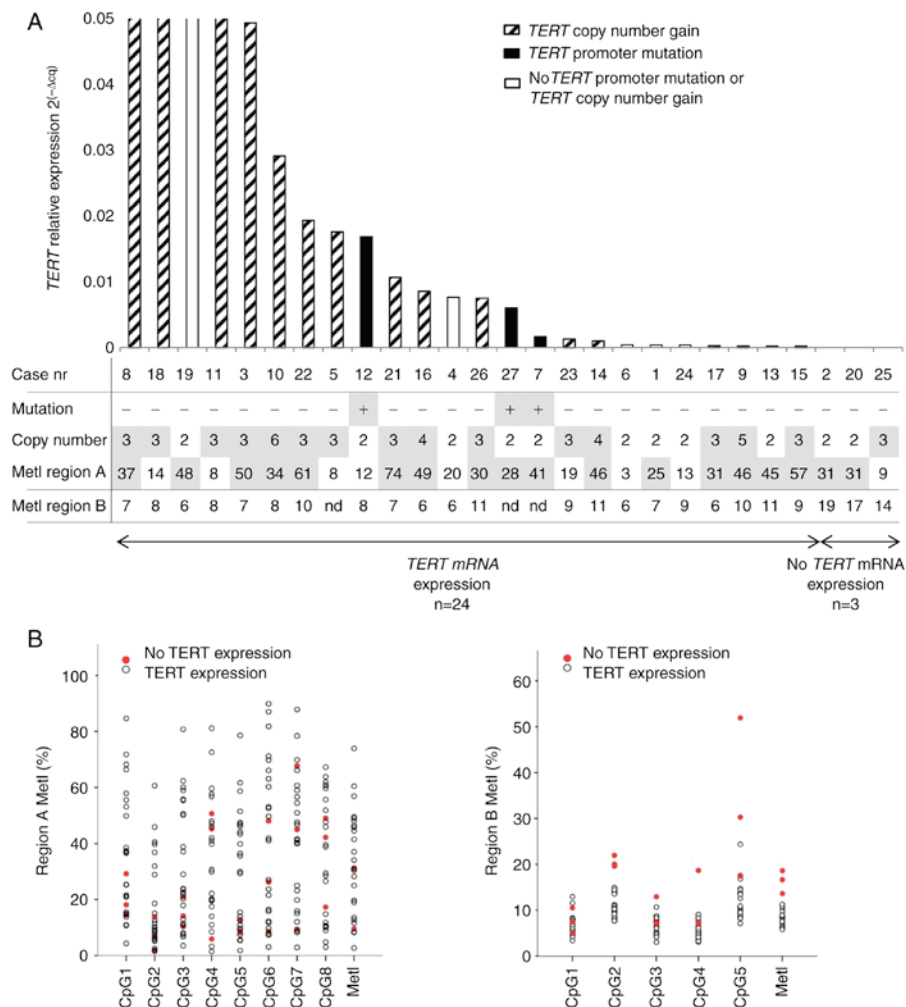 A
TERT relative expression 2(-Δcq)
0.05
0.04
0.03
0.02
0.01
0
TERT copy number gain
TERT promoter mutation
No TERT promoter mutation or
TERT copy number gain
Case nr 8 18 19 11 3 10 22 5 12 21 16 4 26 27 7 23 14 6 1 24 17 9 13 15 2 20 25
Mutation – – – – – – – – + – – – – + + – – – – – – – – – – – –
Copy number 3 3 2 3 3 6 3 3 2 3 4 2 3 2 2 3 4 2 2 2 3 5 2 3 2 2 3
MetI region A 37 14 48 8 50 34 61 8 12 74 49 20 30 28 41 19 46 3 25 13 31 46 45 57 31 31 9
MetI region B 7 8 6 8 7 8 10 nd 8 7 6 6 11 nd nd 9 11 6 7 9 6 10 11 9 19 17 14
TERT mRNA
expression
n=24
No TERT mRNA
expression
n=3
B
No TERT expression
TERT expression
Region A MetI (%)
100
80
60
40
20
0
CpG1 CpG2 CpG3 CpG4 CpG5 CpG6 CpG7 CpG8 MetI
No TERT expression
TERT expression
Region B MetI (%)
60
50
40
30
20
10
0
CpG1 CpG2 CpG3 CpG4 CpG5 MetI